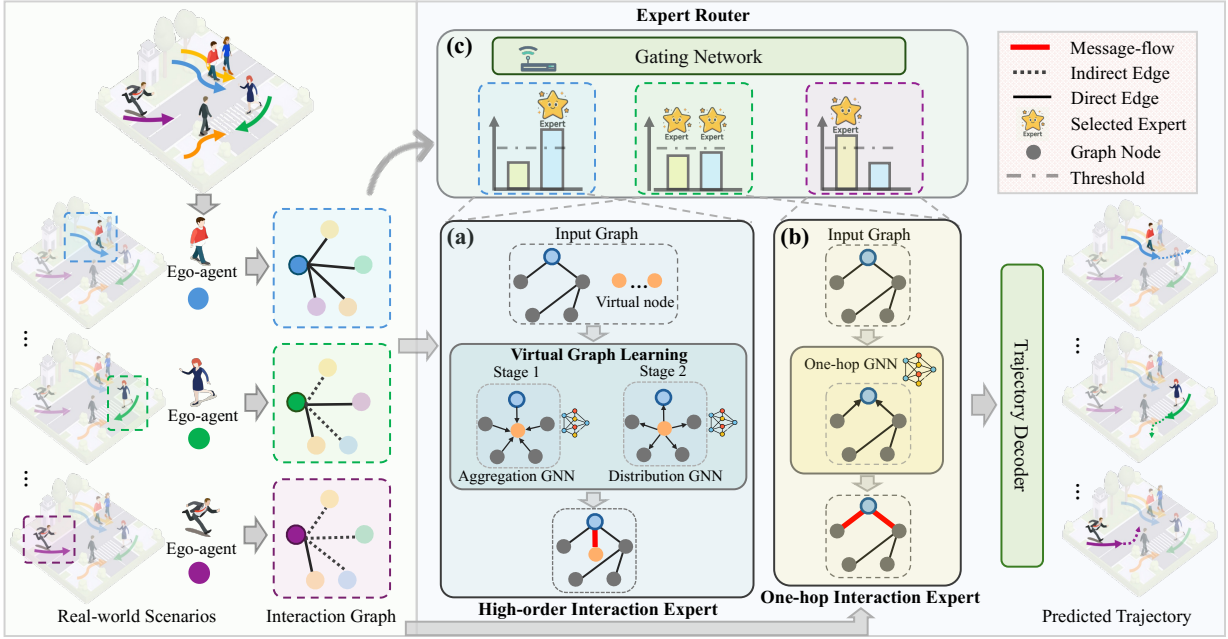 Expert Router
(c)
Gating Network
Expert
Expert
Expert
Expert
Message-flow
Indirect Edge
Direct Edge
Selected Expert
Expert
Graph Node
Threshold
Ego-agent
...
Ego-agent
...
Ego-agent
Real-world Scenarios
Interaction Graph
(a)
Input Graph
...
Virtual node
Virtual Graph Learning
Stage 1
Stage 2
Aggregation GNN
Distribution GNN
High-order Interaction Expert
(b)
Input Graph
One-hop GNN
One-hop Interaction Expert
Trajectory Decoder
...
...
Predicted Trajectory